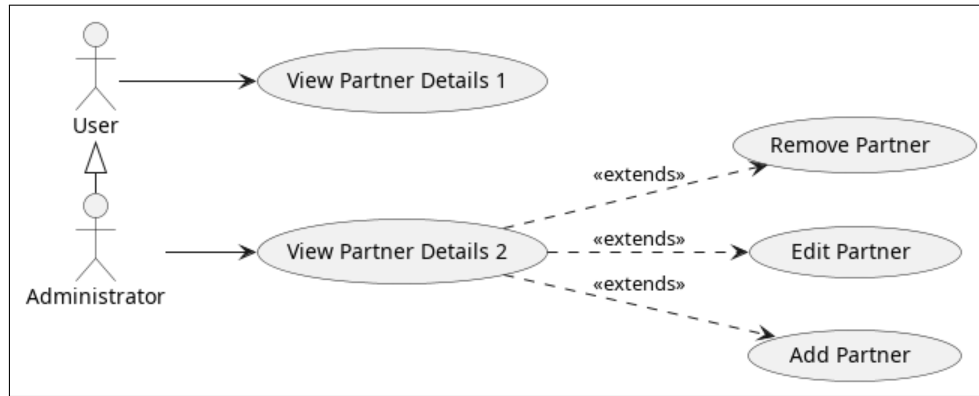 View Partner Details 1
User
Remove Partner
«extends»
«extends»
View Partner Details 2
Edit Partner
«extends»
Administrator
Add Partner